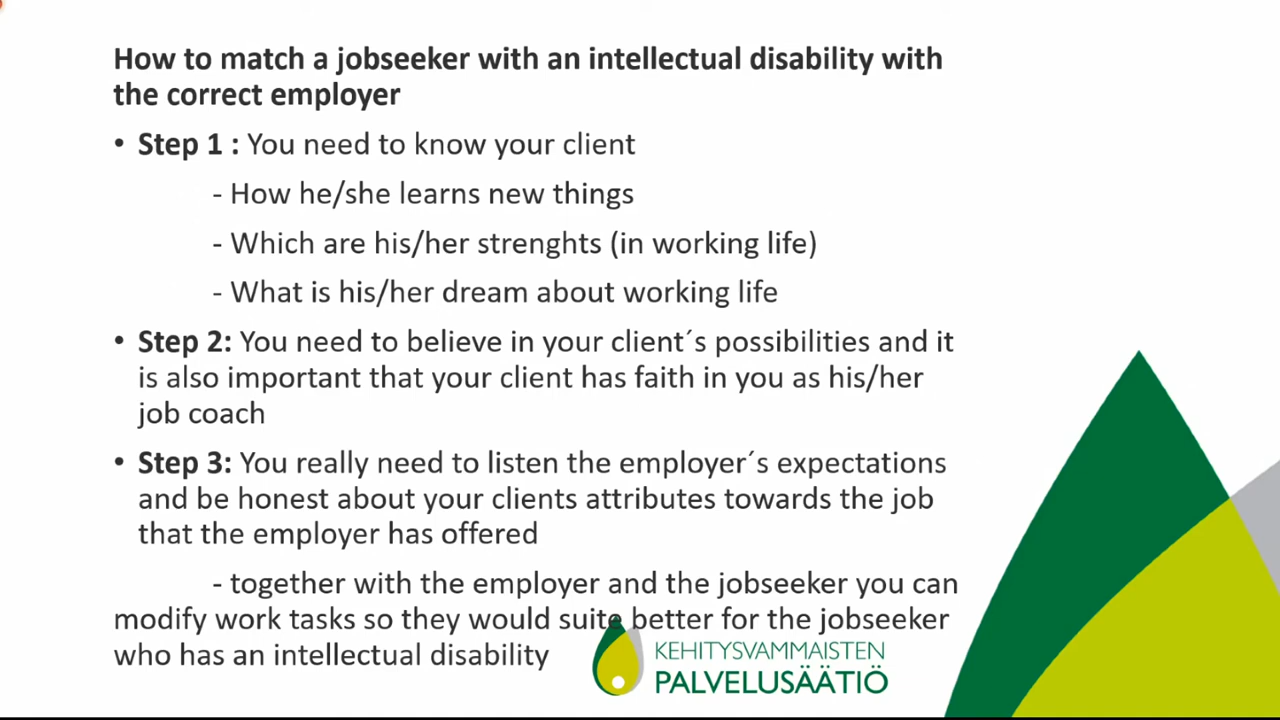 How to match a jobseeker with an intellectual disability with
the correct employer
• Step 1 : You need to know your client
- How he/she learns new things
- Which are his/her strenghts (in working life)
- What is his/her dream about working life
• Step 2: You need to believe in your client´s possibilities and it
is also important that your client has faith in you as his/her
job coach
• Step 3: You really need to listen the employer´s expectations
and be honest about your clients attributes towards the job
that the employer has offered
- together with the employer and the jobseeker you can
modify work tasks so they would suite better for the jobseeker
who has an intellectual disability
KEHITYSVAMMAISTEN
PALVELUSÄÄTIÖ